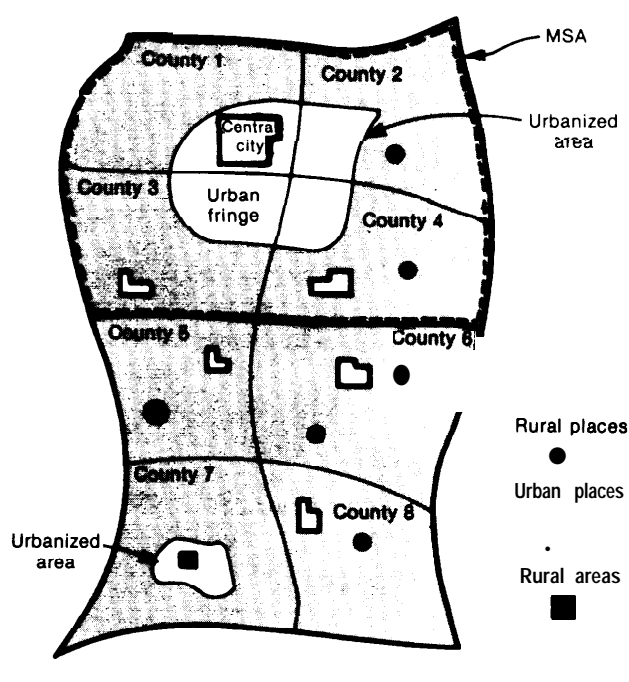 MSA
County 1
County 2
Urbanized
area
Central
city
County 3
Urban
fringe
County 4
County 5
County 6
Rural places
County 7
Urban places
County 8
Urbanized
area
Rural areas